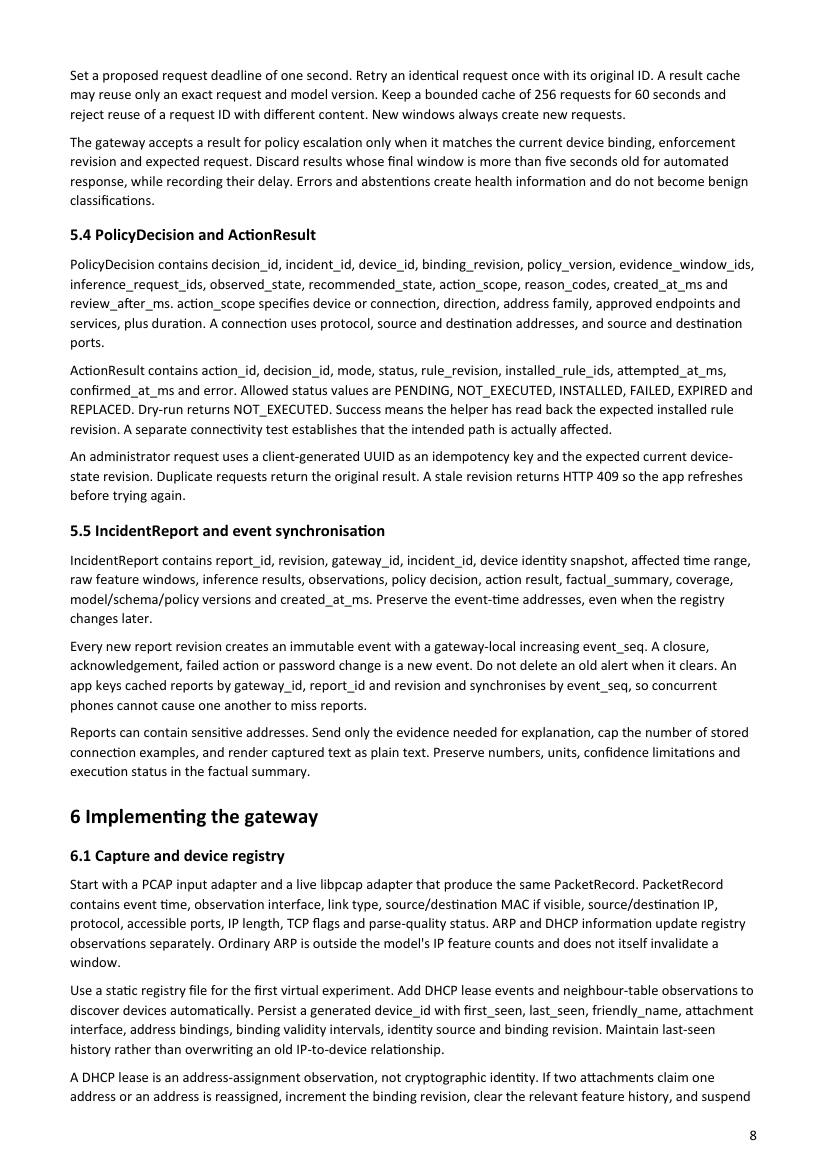 Set a proposed request deadline of one second. Retry an identical request once with its original ID. A result cache
may reuse only an exact request and model version. Keep a bounded cache of 256 requests for 60 seconds and
reject reuse of a request ID with different content. New windows always create new requests.
The gateway accepts a result for policy escalation only when it matches the current device binding, enforcement
revision and expected request. Discard results whose final window is more than five seconds old for automated
response, while recording their delay. Errors and abstentions create health information and do not become benign
classifications.
5.4 PolicyDecision and ActionResult
PolicyDecision contains decision_id, incident_id, device_id, binding_revision, policy_version, evidence_window_ids,
inference_request_ids, observed_state, recommended_state, action_scope, reason_codes, created_at_ms and
review_after_ms. action_scope specifies device or connection, direction, address family, approved endpoints and
services, plus duration. A connection uses protocol, source and destination addresses, and source and destination
ports.
ActionResult contains action_id, decision_id, mode, status, rule_revision, installed_rule_ids, attempted_at_ms,
confirmed_at_ms and error. Allowed status values are PENDING, NOT_EXECUTED, INSTALLED, FAILED, EXPIRED and
REPLACED. Dry-run returns NOT_EXECUTED. Success means the helper has read back the expected installed rule
revision. A separate connectivity test establishes that the intended path is actually affected.
An administrator request uses a client-generated UUID as an idempotency key and the expected current device-
state revision. Duplicate requests return the original result. A stale revision returns HTTP 409 so the app refreshes
before trying again.
5.5 IncidentReport and event synchronisation
IncidentReport contains report_id, revision, gateway_id, incident_id, device identity snapshot, affected time range,
raw feature windows, inference results, observations, policy decision, action result, factual_summary, coverage,
model/schema/policy versions and created_at_ms. Preserve the event-time addresses, even when the registry
changes later.
Every new report revision creates an immutable event with a gateway-local increasing event_seq. A closure,
acknowledgement, failed action or password change is a new event. Do not delete an old alert when it clears. An
app keys cached reports by gateway_id, report_id and revision and synchronises by event_seq, so concurrent
phones cannot cause one another to miss reports.
Reports can contain sensitive addresses. Send only the evidence needed for explanation, cap the number of stored
connection examples, and render captured text as plain text. Preserve numbers, units, confidence limitations and
execution status in the factual summary.
6 Implementing the gateway
6.1 Capture and device registry
Start with a PCAP input adapter and a live libpcap adapter that produce the same PacketRecord. PacketRecord
contains event time, observation interface, link type, source/destination MAC if visible, source/destination IP,
protocol, accessible ports, IP length, TCP flags and parse-quality status. ARP and DHCP information update registry
observations separately. Ordinary ARP is outside the model's IP feature counts and does not itself invalidate a
window.
Use a static registry file for the first virtual experiment. Add DHCP lease events and neighbour-table observations to
discover devices automatically. Persist a generated device_id with first_seen, last_seen, friendly_name, attachment
interface, address bindings, binding validity intervals, identity source and binding revision. Maintain last-seen
history rather than overwriting an old IP-to-device relationship.
A DHCP lease is an address-assignment observation, not cryptographic identity. If two attachments claim one
address or an address is reassigned, increment the binding revision, clear the relevant feature history, and suspend
8